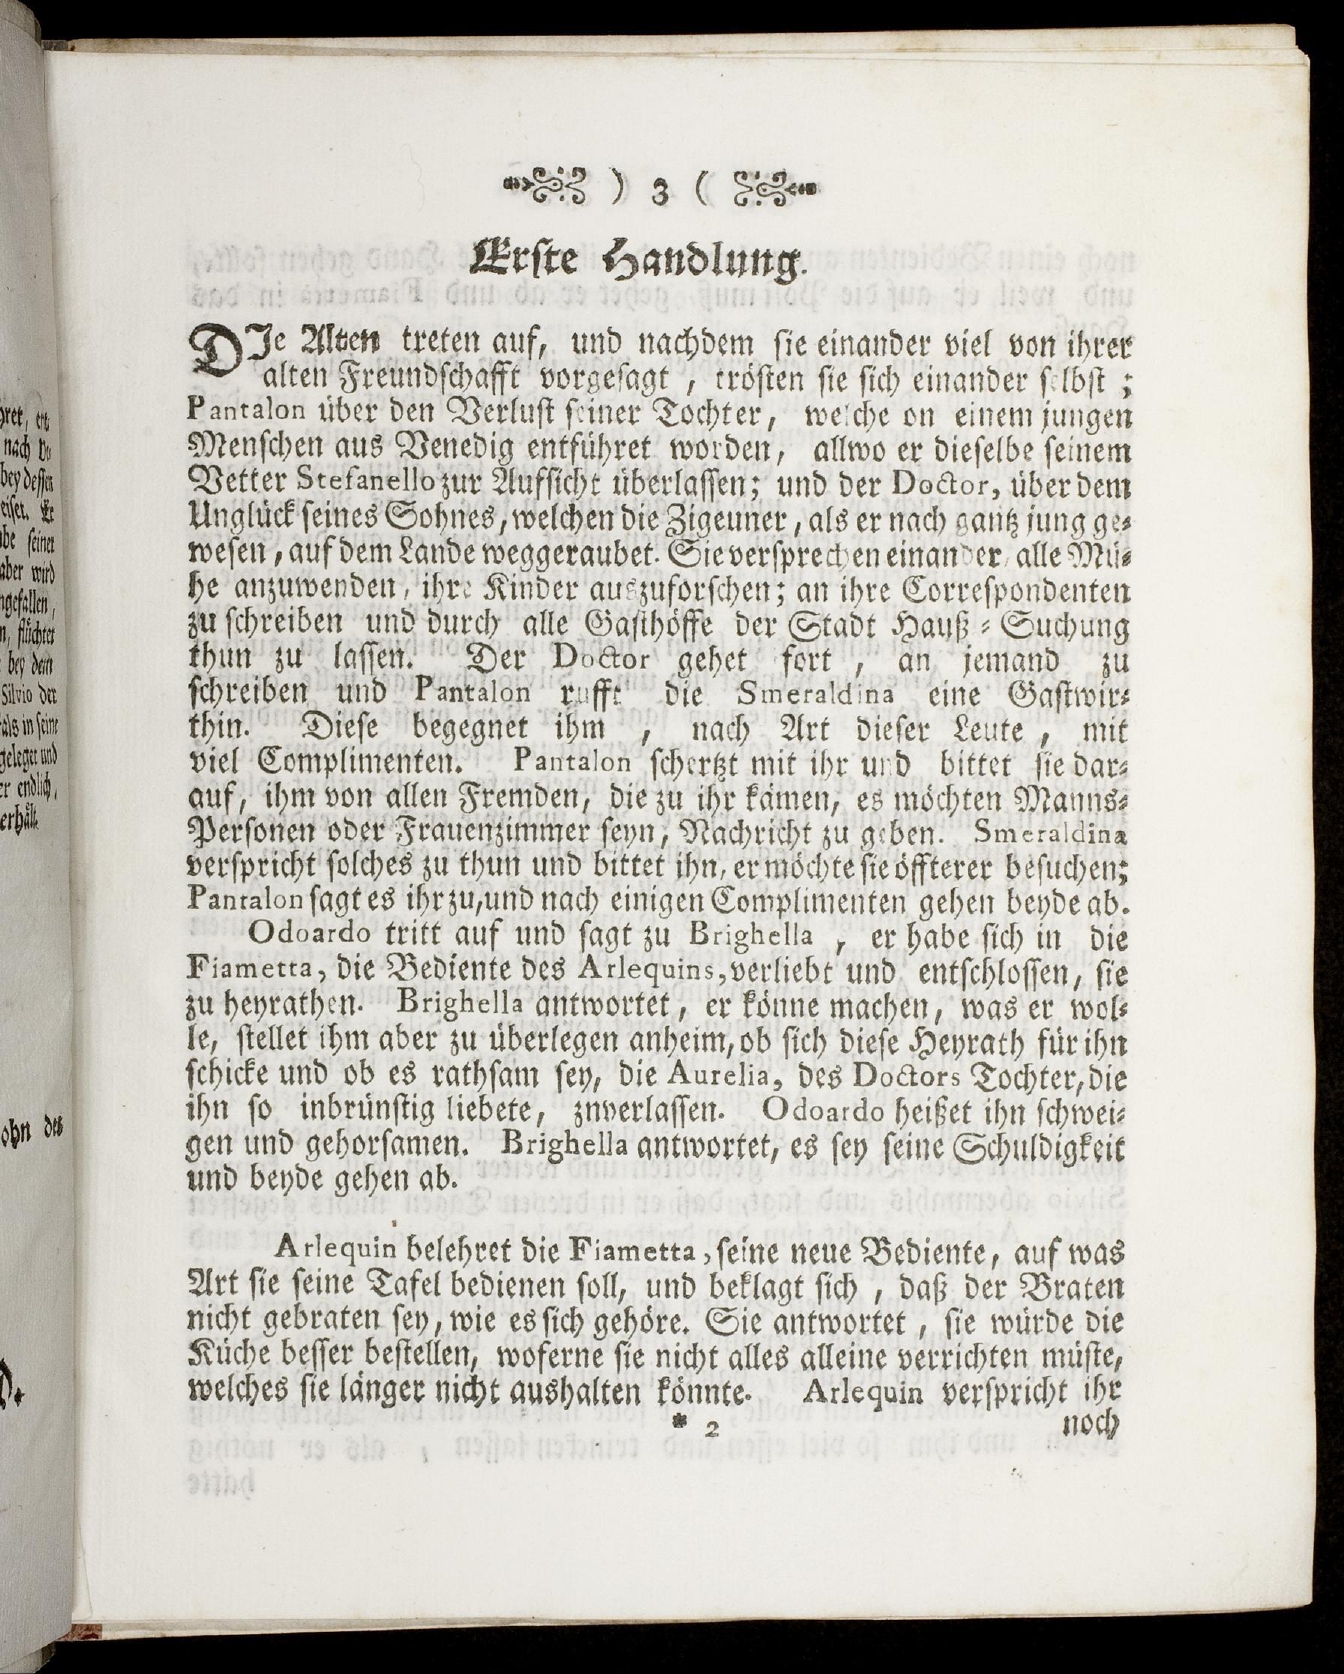 ) 3 (
Erste Handlung.
DIe Alten treten auf, und nachdem sie einander viel von ihrer
alten Freundschafft vorgesagt , trösten sie sich einander selbst ;
Pantalon über den Verlust seiner Tochter, welche on einem jungen
Menschen aus Venedig entführet worden, allwo er dieselbe seinem
Vetter Stefanello zur Aufsicht überlassen; und der Doctor, über dem
Unglück seines Sohnes, welchen die Zigeuner, als er nach gantz jung ge-
wesen, auf dem Lande weggeraubet. Sie versprechen einander, alle Mü-
he anzuwenden, ihre Kinder auszuforschen; an ihre Correspondenten
zu schreiben und durch alle Gasthöffe der Stadt Hauß-Suchung
thun zu lassen. Der Doctor gehet fort , an jemand zu
schreiben und Pantalon rufft die Smeraldina eine Gastwir-
thin. Diese begegnet ihm , nach Art dieser Leute , mit
viel Complimenten. Pantalon schertzt mit ihr und bittet sie dar-
auf, ihm von allen Fremden, die zu ihr kämen, es möchten Manns-
Personen oder Frauenzimmer seyn, Nachricht zu geben. Smeraldina
verspricht solches zu thun und bittet ihn, er möchte sie öffterer besuchen;
Pantalon sagt es ihr zu, und nach einigen Complimenten gehen beyde ab.
Odoardo tritt auf und sagt zu Brighella , er habe sich in die
Fiametta, die Bediente des Arlequins, verliebt und entschlossen, sie
zu heyrathen. Brighella antwortet, er könne machen, was er wol-
le, stellet ihm aber zu überlegen anheim, ob sich diese Heyrath für ihn
schicke und ob es rathsam sey, die Aurelia, des Doctors Tochter, die
ihn so inbrünstig liebete, znverlassen. Odoardo heißet ihn schwei-
gen und gehorsamen. Brighella antwortet, es sey seine Schuldigkeit
und beyde gehen ab.
Arlequin belehret die Fiametta, seine neue Bediente, auf was
Art sie seine Tafel bedienen soll, und beklagt sich , daß der Braten
nicht gebraten sey, wie es sich gehöre. Sie antwortet , sie würde die
Küche besser bestellen, woferne sie nicht alles alleine verrichten müste,
welches sie länger nicht aushalten könnte. Arlequin verspricht ihr
* 2 noch